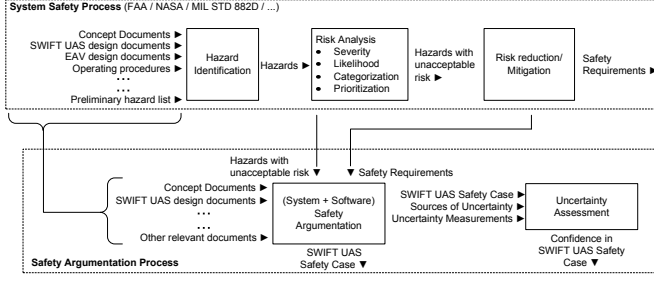 System Safety Process (FAA / NASA / MIL STD 882D / ...)
Concept Documents ►
SWIFT UAS design documents ►
EAV design documents ►
Operating procedures ►
...
...
Preliminary hazard list ►
Hazard
Identification
Hazards ►
Risk Analysis
• Severity
• Likelihood
• Categorization
• Prioritization
Hazards with
unacceptable
risk ►
Risk reduction/
Mitigation
Safety
Requirements ►
Hazards with
unacceptable risk ▼
▼ Safety Requirements
Concept Documents ►
SWIFT UAS design documents ►
...
...
Other relevant documents ►
(System + Software)
Safety
Argumentation
SWIFT UAS
Safety Case ▼
SWIFT UAS Safety Case ►
Sources of Uncertainty ►
Uncertainty Measurements ►
Uncertainty
Assessment
Confidence in
SWIFT UAS Safety
Case ▼
Safety Argumentation Process